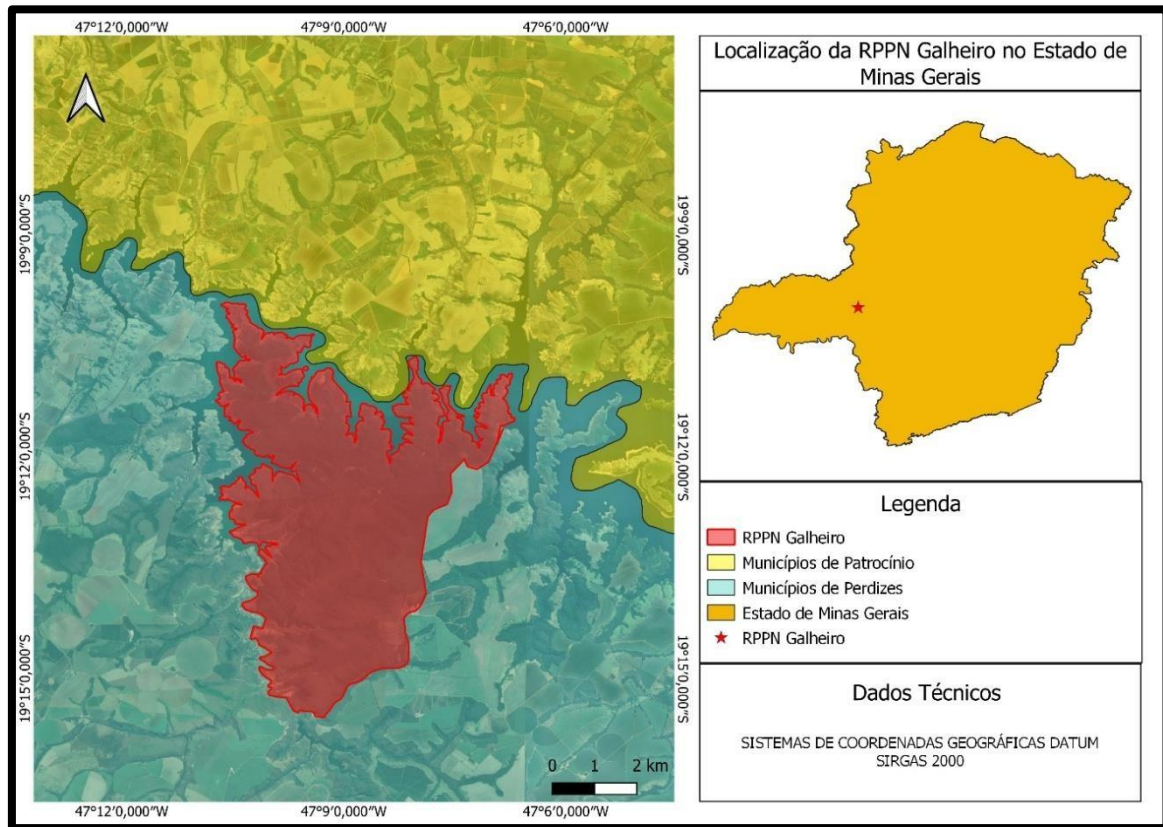 47°12′0,000″W
47°9′0,000″W
47°6′0,000″W
19°9′0,000″S
19°12′0,000″S
19°15′0,000″S
19°9′0,000″S
19°12′0,000″S
19°15′0,000″S
0 1 2 km
47°12′0,000″W
47°9′0,000″W
47°6′0,000″W
Localização da RPPN Galheiro no Estado de
Minas Gerais
Legenda
RPPN Galheiro
Municípios de Patrocínio
Municípios de Perdizes
Estado de Minas Gerais
RPPN Galheiro
Dados Técnicos
SISTEMAS DE COORDENADAS GEOGRÁFICAS DATUM
SIRGAS 2000